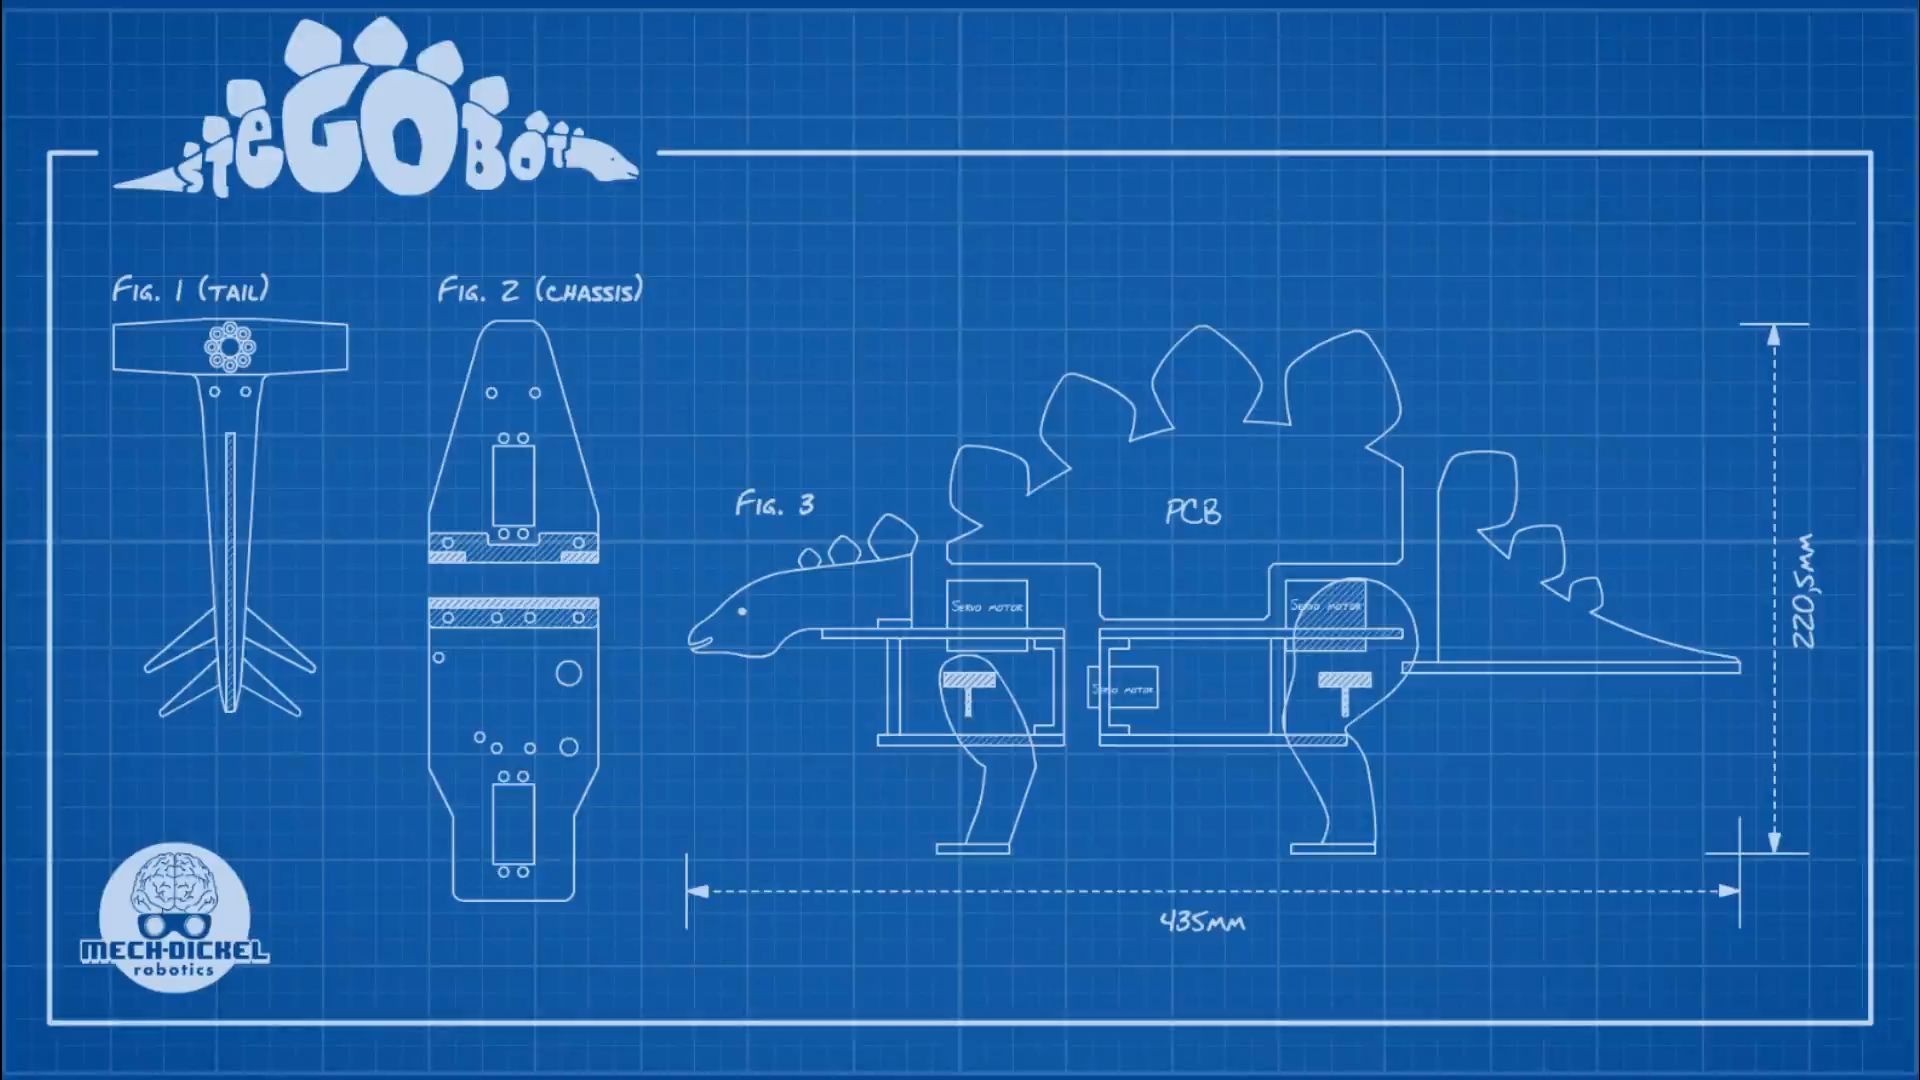 steGOBot
FIG. 1 (TAIL)
FIG. 2 (CHASSIS)
FIG. 3
PCB
SERVO MOTOR
SERVO MOTOR
SERVO MOTOR
220,5MM
435MM
MECH-DICKEL
robotics